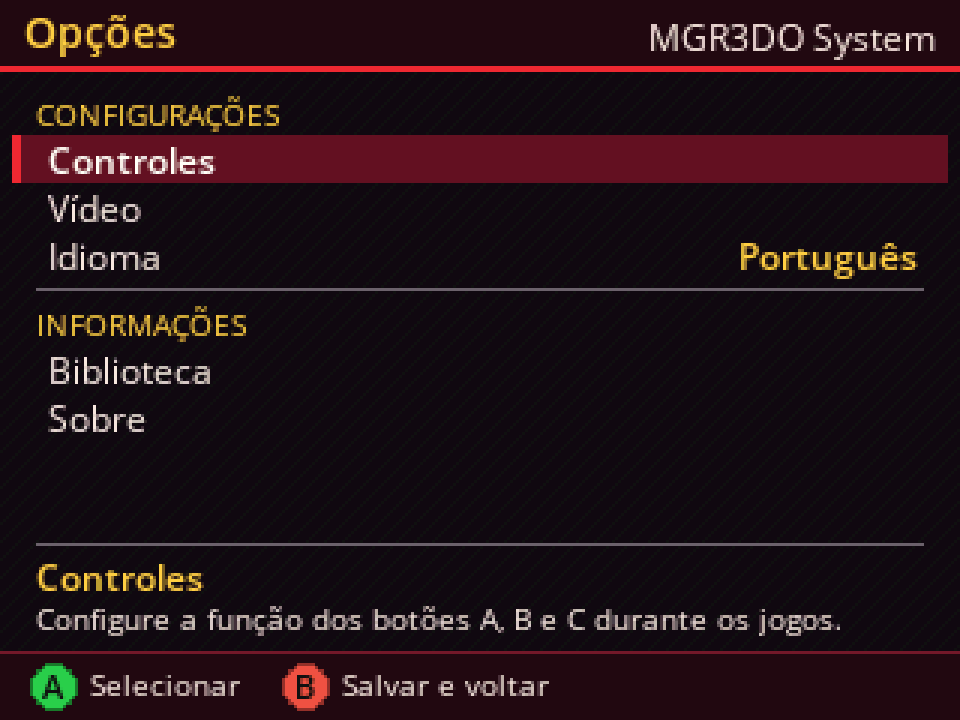 Opções
MGR3DO System
CONFIGURAÇÕES
Controles
Vídeo
Idioma Português
INFORMAÇÕES
Biblioteca
Sobre
Controles
Configure a função dos botões A, B e C durante os jogos.
A Selecionar B Salvar e voltar